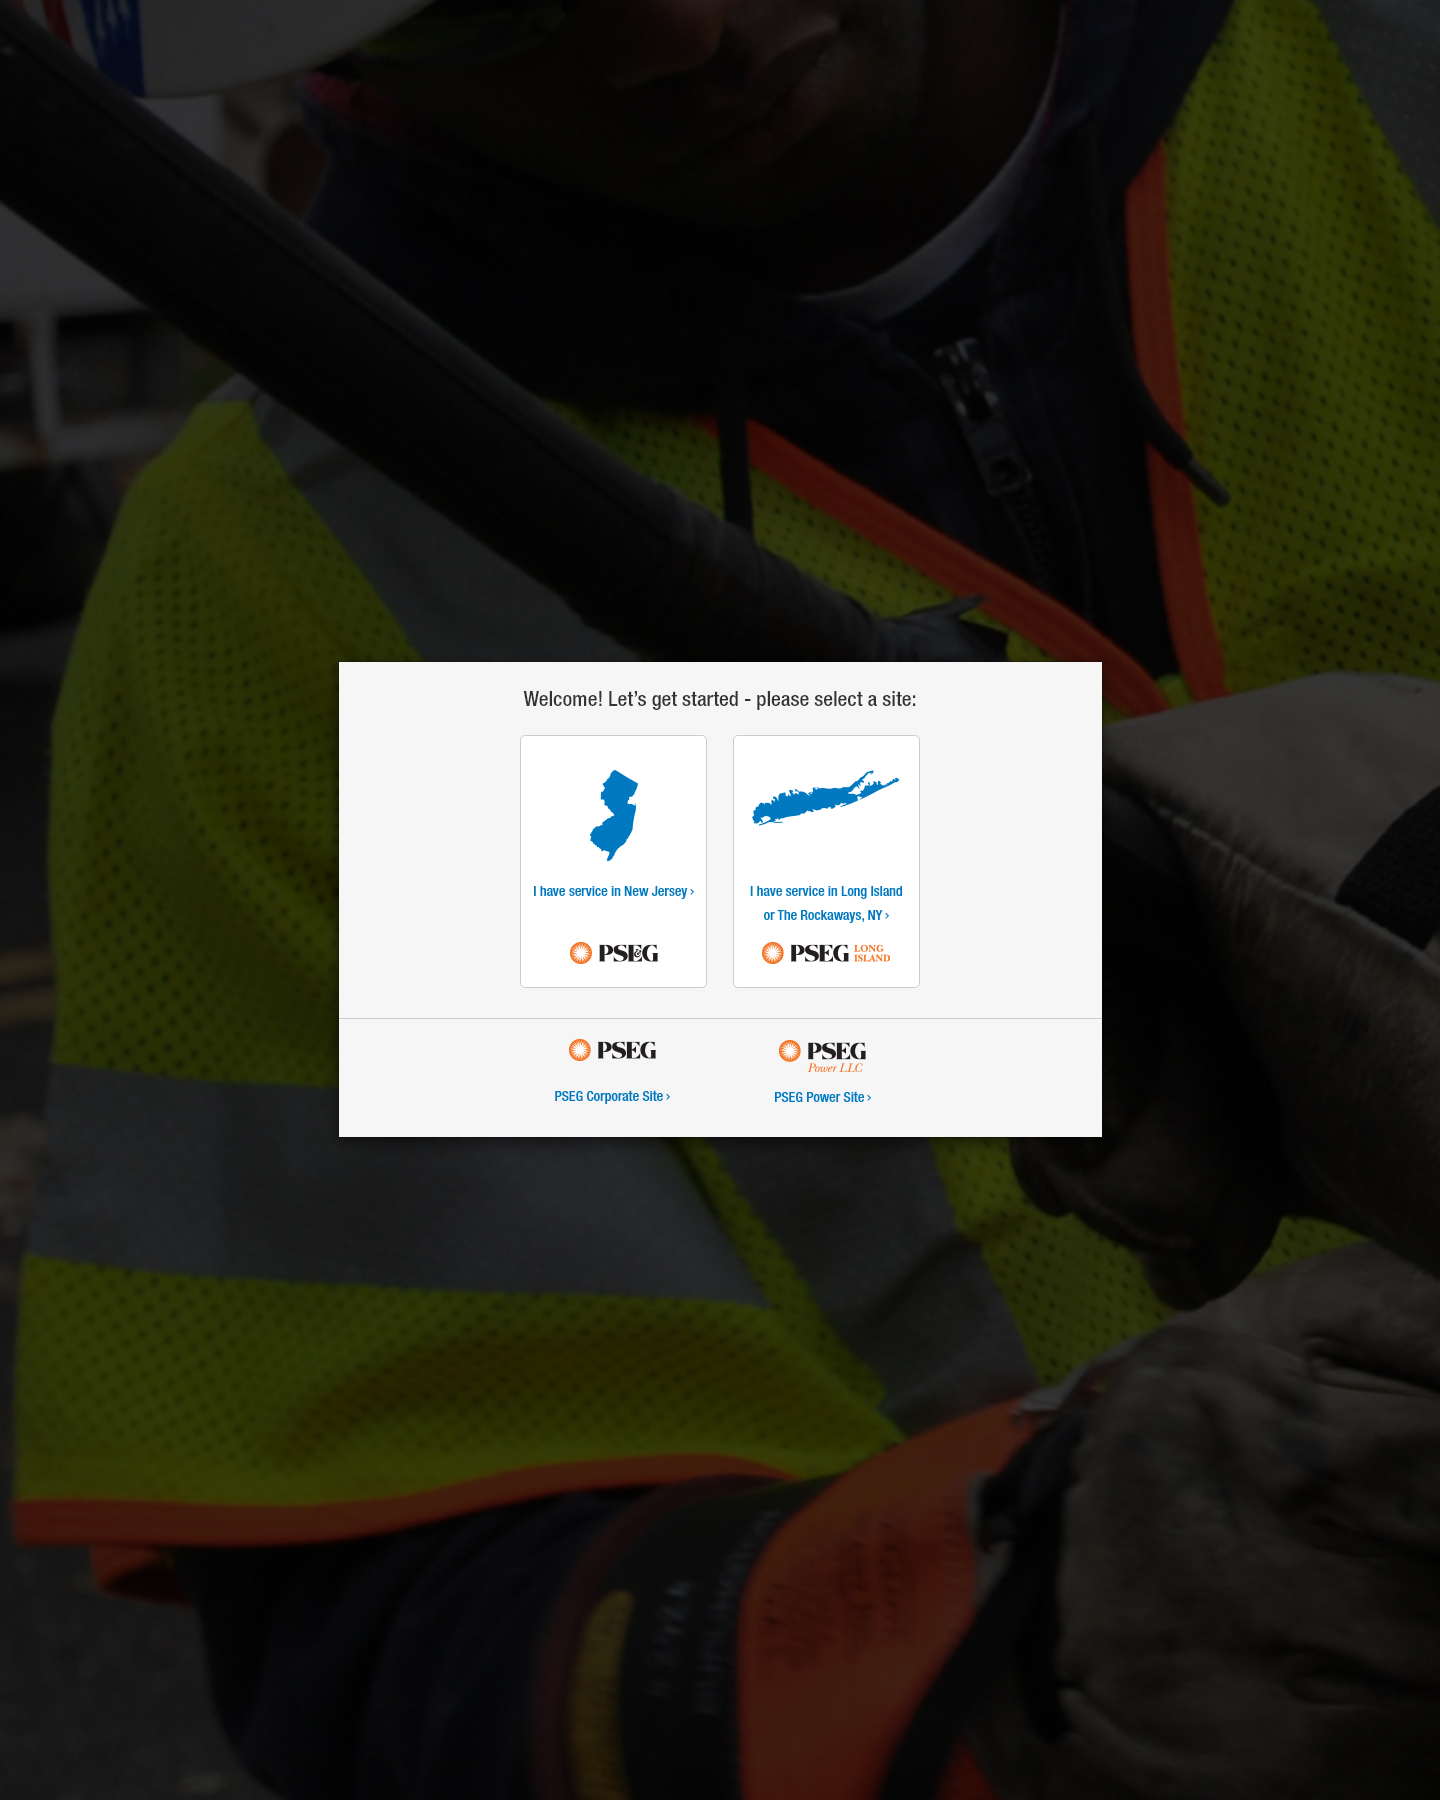 Welcome! Let’s get started - please select a site:
I have service in New Jersey ›
PSE&G
I have service in Long Island
or The Rockaways, NY ›
PSEG LONG
ISLAND
PSEG
PSEG Corporate Site ›
PSEG
Power LLC
PSEG Power Site ›